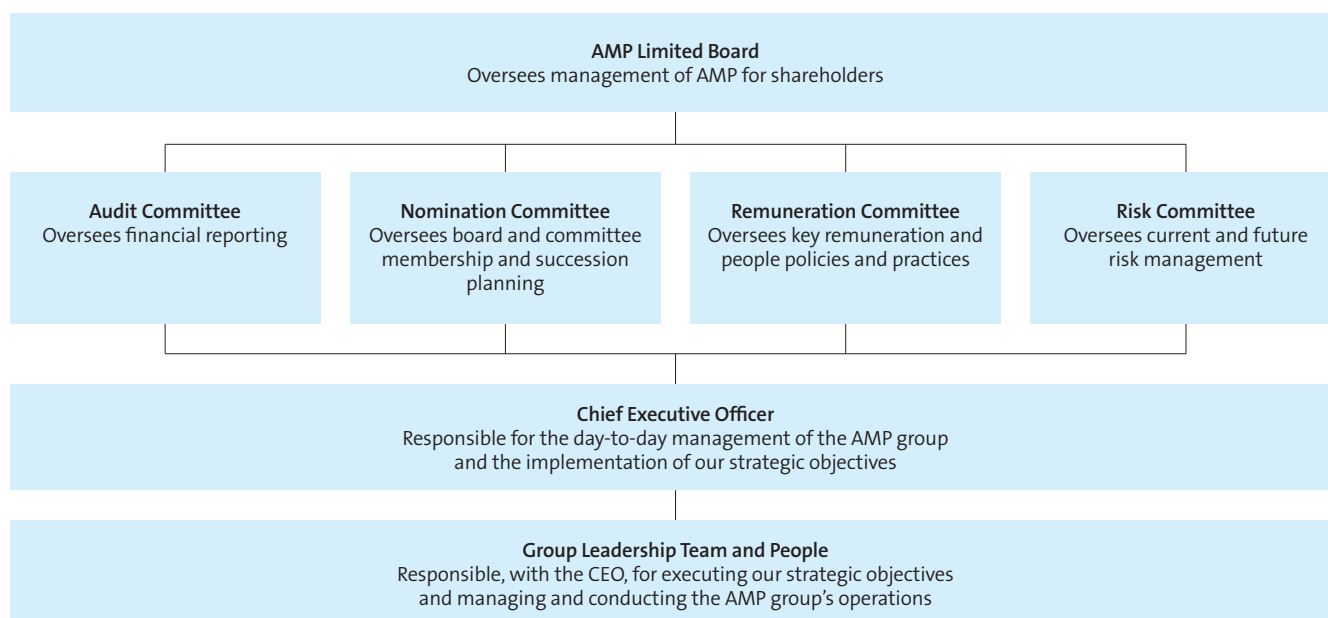 AMP Limited Board
Oversees management of AMP for shareholders
Audit Committee
Oversees financial reporting
Nomination Committee
Oversees board and committee
membership and succession
planning
Remuneration Committee
Oversees key remuneration and
people policies and practices
Risk Committee
Oversees current and future
risk management
Chief Executive Officer
Responsible for the day-to-day management of the AMP group
and the implementation of our strategic objectives
Group Leadership Team and People
Responsible, with the CEO, for executing our strategic objectives
and managing and conducting the AMP group’s operations